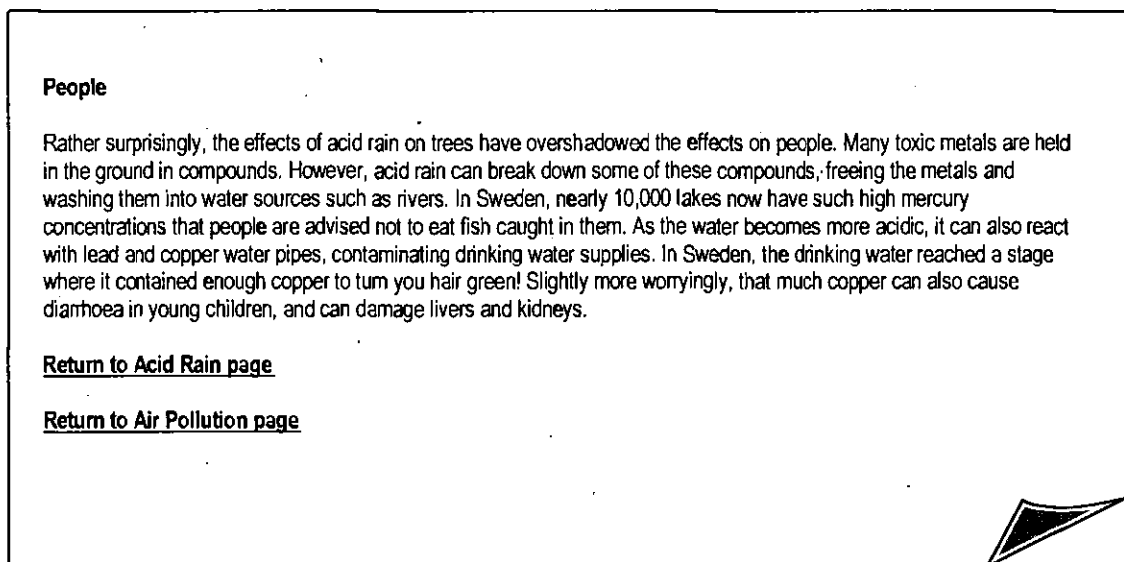 People
Rather surprisingly, the effects of acid rain on trees have overshadowed the effects on people. Many toxic metals are held
in the ground in compounds. However, acid rain can break down some of these compounds, freeing the metals and
washing them into water sources such as rivers. In Sweden, nearly 10,000 lakes now have such high mercury
concentrations that people are advised not to eat fish caught in them. As the water becomes more acidic, it can also react
with lead and copper water pipes, contaminating drinking water supplies. In Sweden, the drinking water reached a stage
where it contained enough copper to turn you hair green! Slightly more worryingly, that much copper can also cause
diarrhoea in young children, and can damage livers and kidneys.
Return to Acid Rain page
Return to Air Pollution page